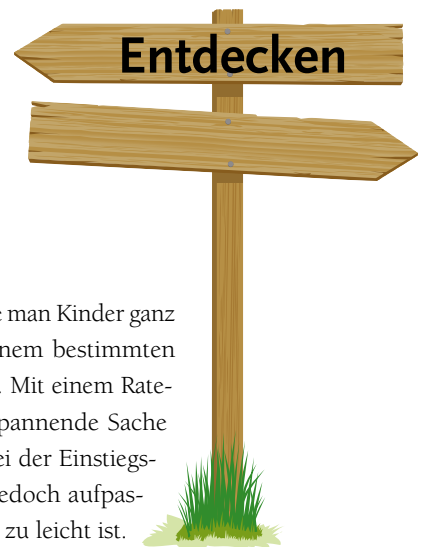 Entdecken
man Kinder ganz
nem bestimmten
Mit einem Rate-
pannende Sache
ei der Einstiegs-
edoch aufpas-
zu leicht ist.